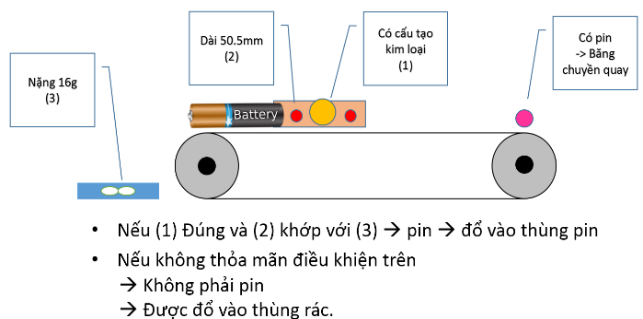 Nặng 16g
(3)
Dài 50.5mm
(2)
Có cấu tạo
kim loại
(1)
Có pin
-> Băng
chuyền quay
Battery
• Nếu (1) Đúng và (2) khớp với (3) → pin → đổ vào thùng pin
• Nếu không thỏa mãn điều khiện trên
→ Không phải pin
→ Được đổ vào thùng rác.